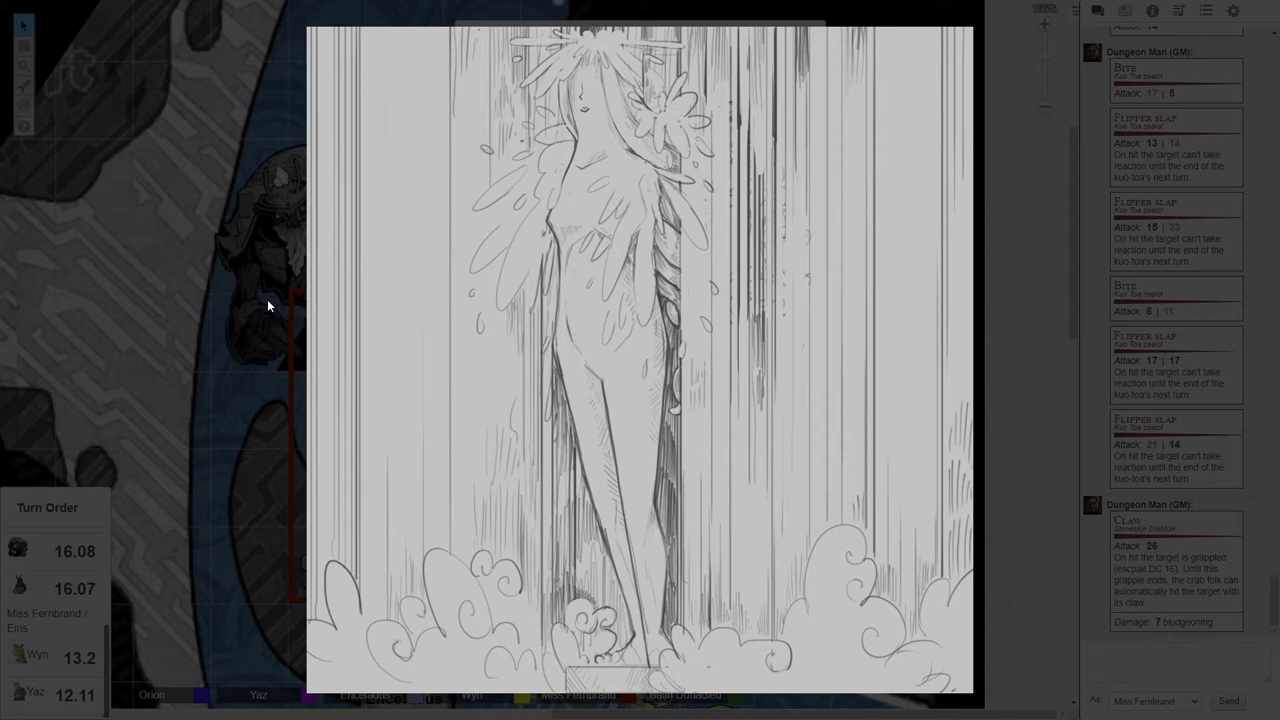 Dungeon Man (GM):
BITE
Kuo Toa zealot
Attack: 17 | 5
FLIPPER SLAP
Kuo Toa zealot
Attack: 13 | 14
On hit the target can't take
reaction until the end of the
kuo-toa's next turn.
FLIPPER SLAP
Kuo Toa zealot
Attack: 15 | 23
On hit the target can't take
reaction until the end of the
kuo-toa's next turn.
BITE
Kuo Toa zealot
Attack: 6 | 11
FLIPPER SLAP
Kuo Toa zealot
Attack: 17 | 17
On hit the target can't take
reaction until the end of the
kuo-toa's next turn.
FLIPPER SLAP
Kuo Toa zealot
Attack: 21 | 14
On hit the target can't take
reaction until the end of the
kuo-toa's next turn.
Dungeon Man (GM):
CLAW
Stoneskin Crabfolk
Attack: 26
On hit the target is grappled
(escpae DC 16). Until this
grapple ends, the crab folk can
automatically hit the target with
its claw.
Damage: 7 bludgeoning
As:
Miss Fernbrand
Send
Turn Order
16.08
16.07
Miss Fernbrand /
Eiris
Wyn 13.2
Yaz 12.11
Orion
Yaz
Enceladus
Wyn
Miss Fernbrand